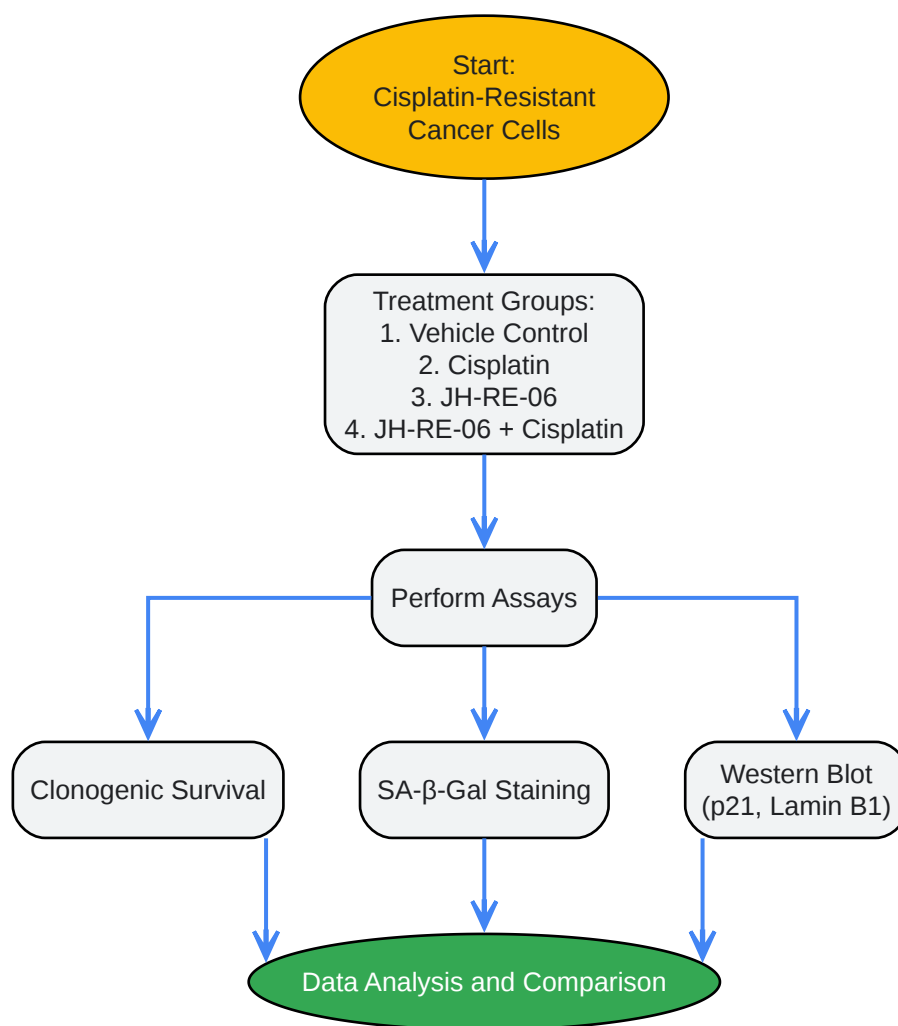 Start:
Cisplatin-Resistant
Cancer Cells
Treatment Groups:
1. Vehicle Control
2. Cisplatin
3. JH-RE-06
4. JH-RE-06 + Cisplatin
Perform Assays
Clonogenic Survival
SA-β-Gal Staining
Western Blot
(p21, Lamin B1)
Data Analysis and Comparison